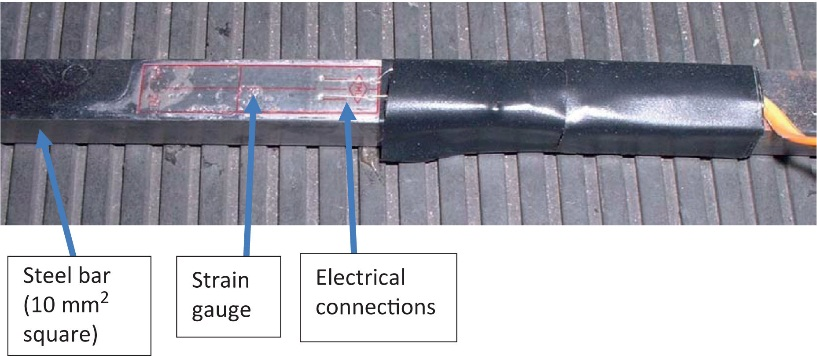 Steel bar
(10 mm2
square)
Strain
gauge
Electrical
connections